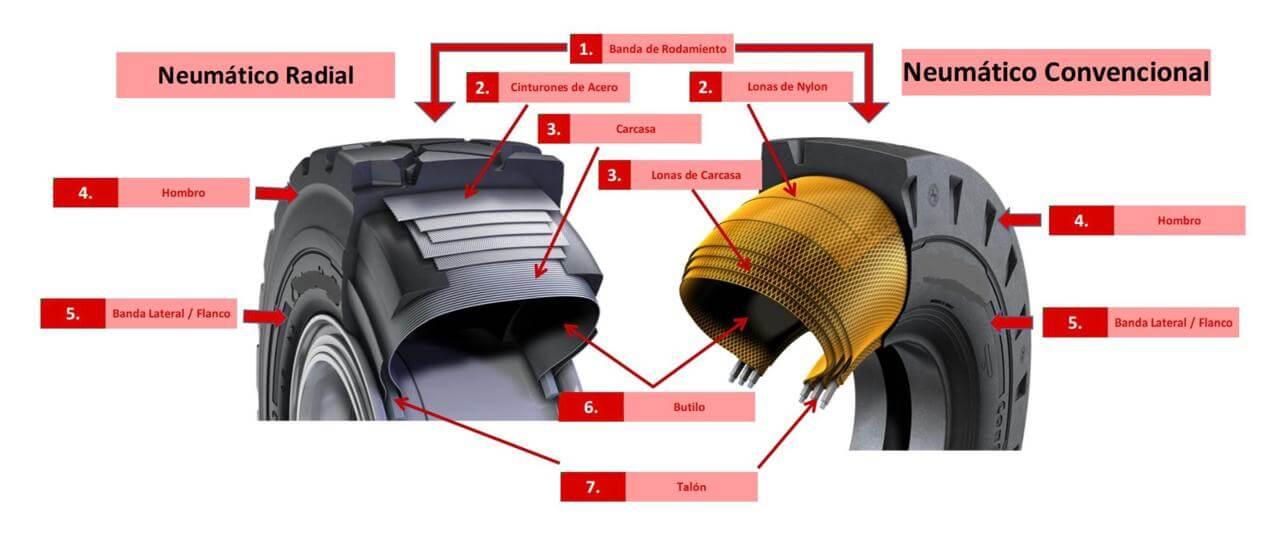 1. Banda de Rodamiento
Neumático Radial
Neumático Convencional
2. Cinturones de Acero
2. Lonas de Nylon
3. Carcasa
3. Lonas de Carcasa
4. Hombro
4. Hombro
5. Banda Lateral / Flanco
5. Banda Lateral / Flanco
6. Butilo
7. Talón